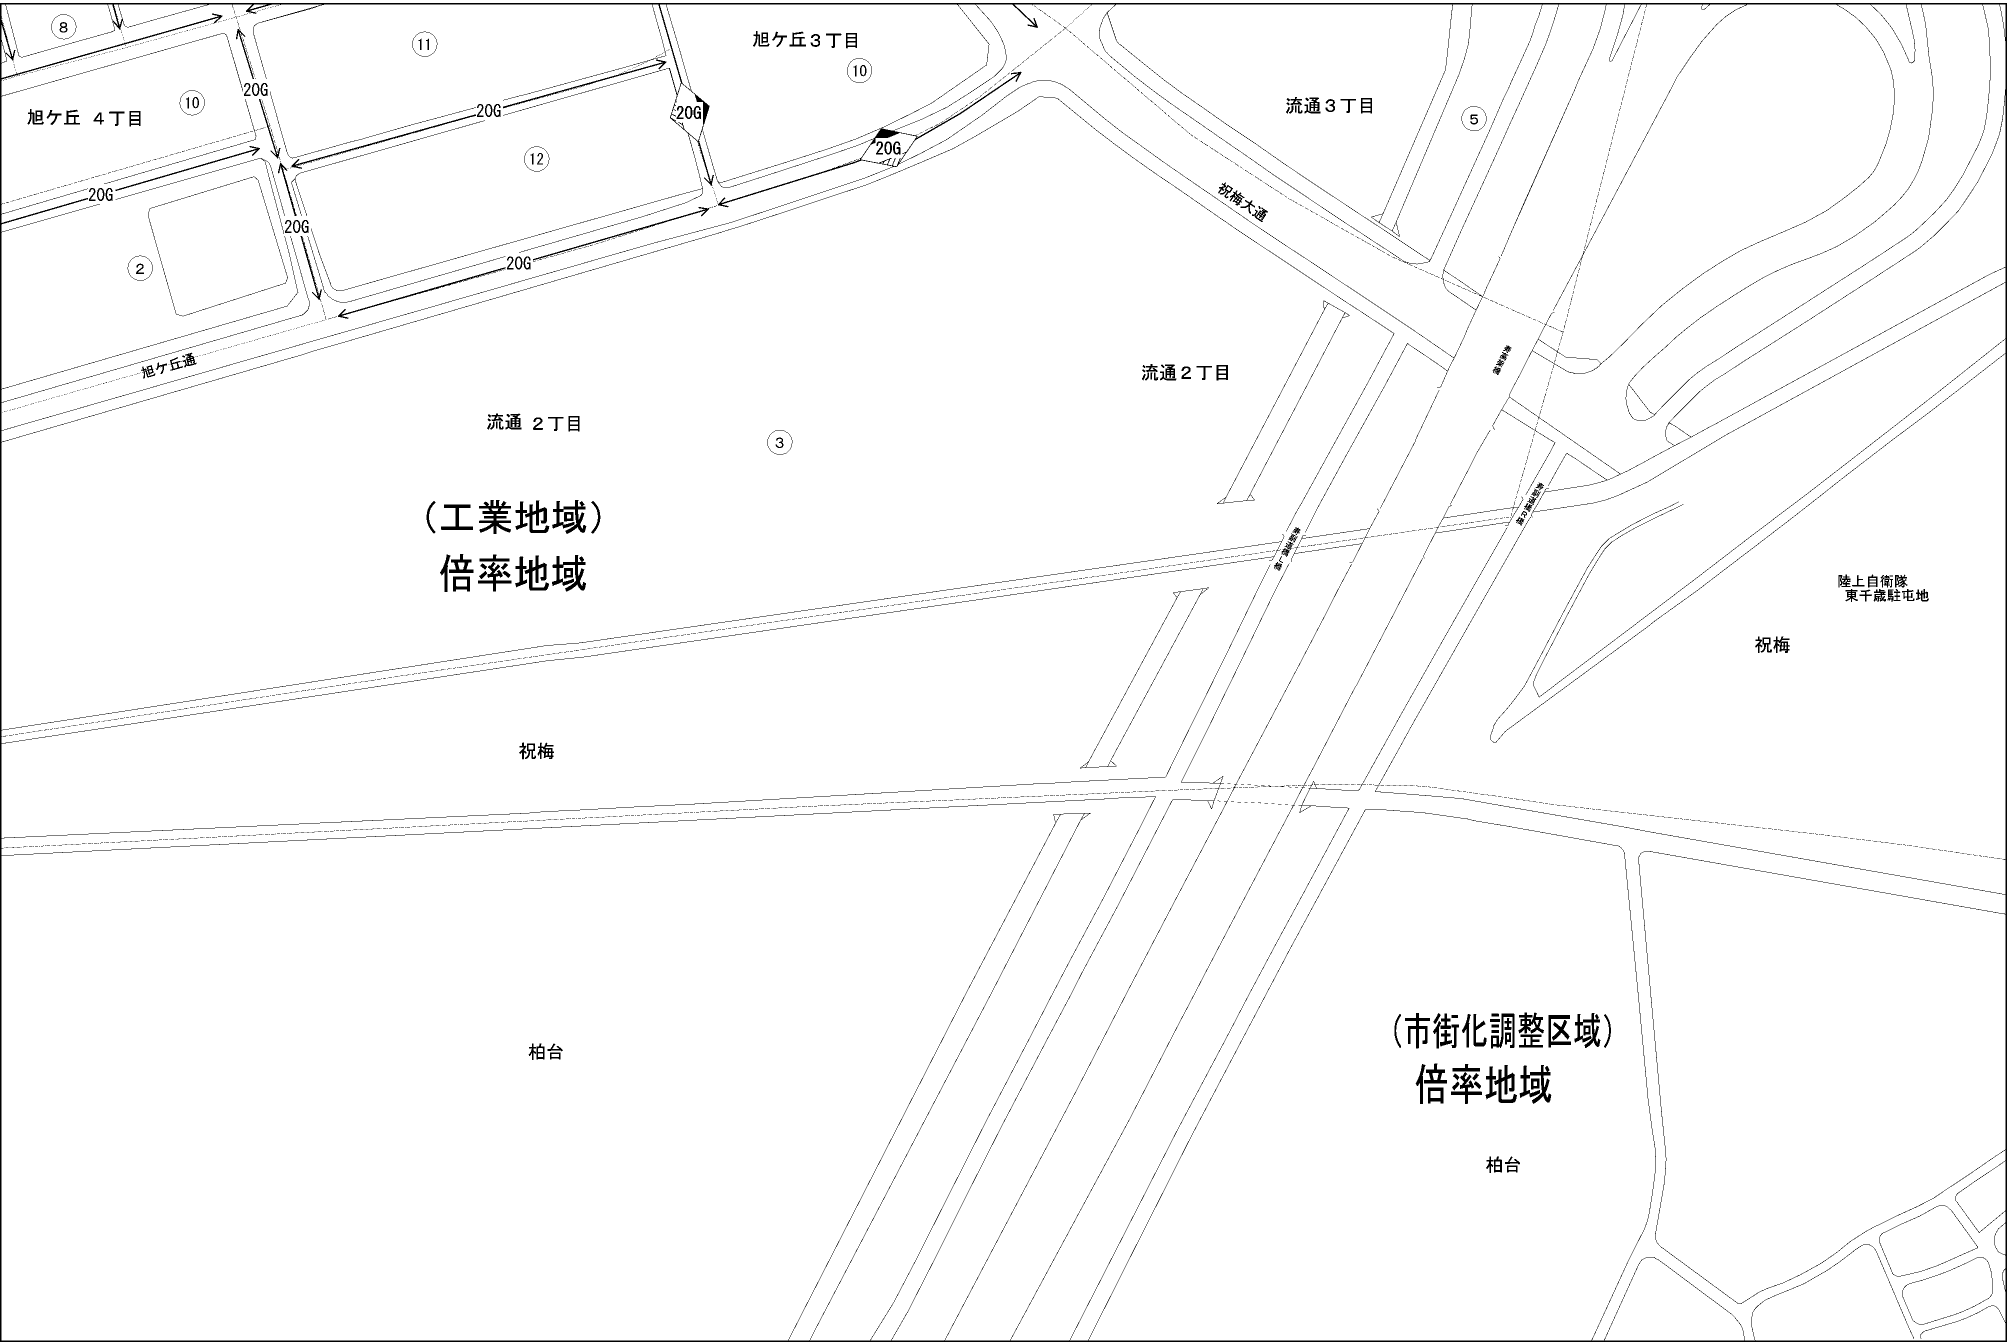 8
11
旭ケ丘３丁目
10
20G
10
旭ケ丘 ４丁目
20G
20G
流通３丁目
5
20G
12
20G
祝梅大通
20G
2
20G
旭ケ丘通
流通２丁目
流通 ２丁目
3
（工業地域）
倍率地域
陸上自衛隊
東千歳駐屯地
祝梅
祝梅
（市街化調整区域）
倍率地域
柏台
柏台